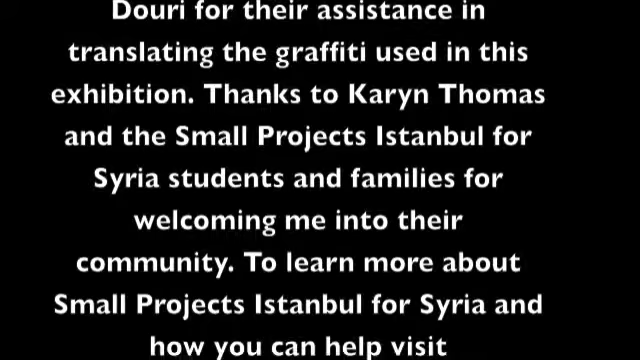 Douri for their assistance in
translating the graffiti used in this
exhibition. Thanks to Karyn Thomas
and the Small Projects Istanbul for
Syria students and families for
welcoming me into their
community. To learn more about
Small Projects Istanbul for Syria and
how you can help visit